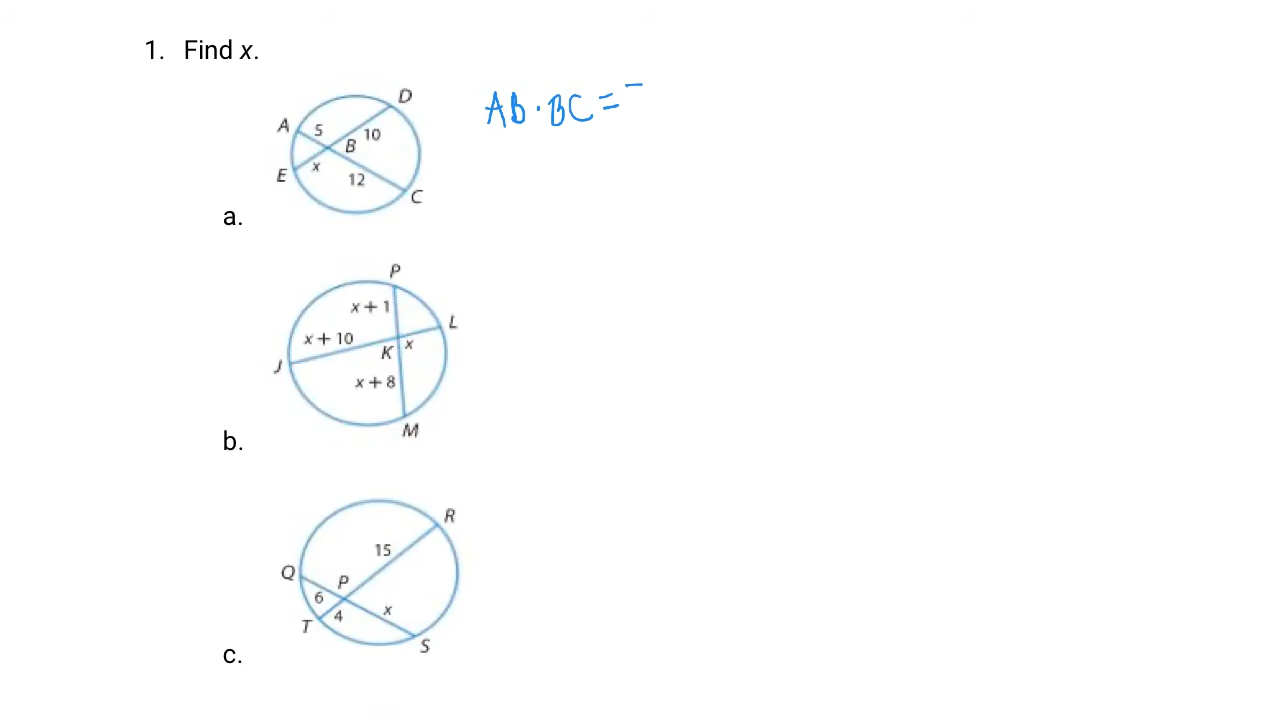 1. Find x.
A
D
5
10
B
E
x
12
C
AB · BC =
a.
P
x + 1
L
x + 10
K
x
J
x + 8
M
b.
R
15
Q
P
6
x
4
T
S
c.